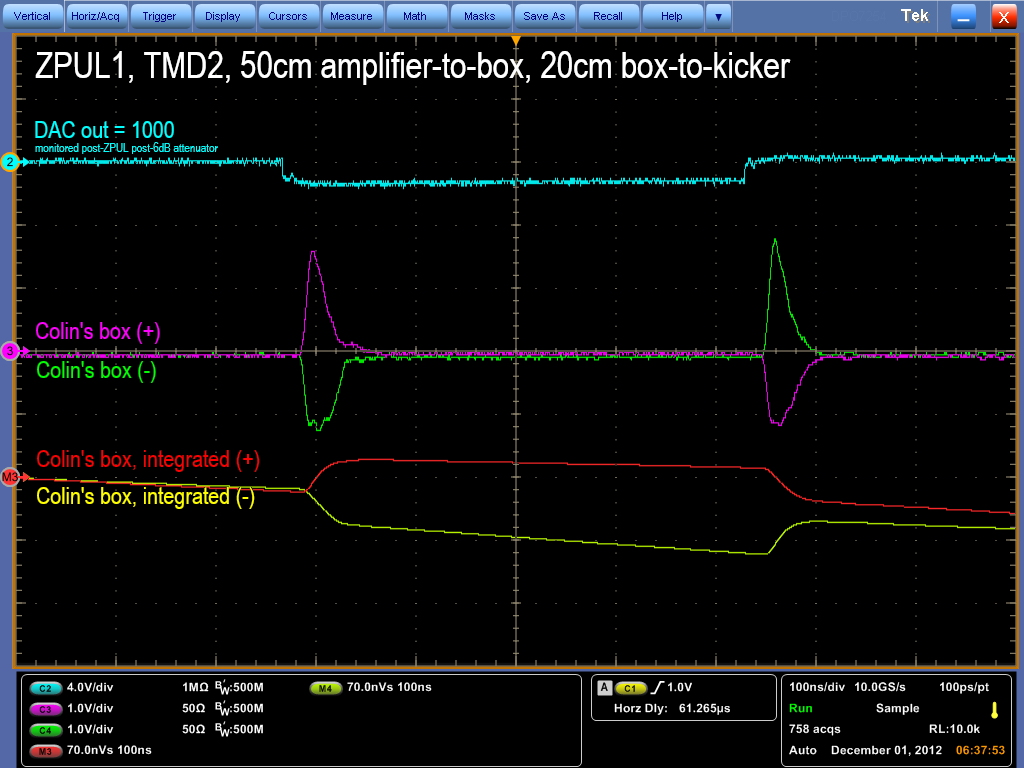 Vertical Horiz/Acq Trigger Display Cursors Measure Math Masks Save As Recall Help Tek X
ZPUL1, TMD2, 50cm amplifier-to-box, 20cm box-to-kicker
DAC out = 1000
monitored post-ZPUL post-6dB attenuator
2
Colin's box (+)
3
Colin's box (-)
Colin's box, integrated (+)
M3
Colin's box, integrated (-)
C2 4.0V/div 1MΩ BW:500M M4 70.0nVs 100ns
C3 1.0V/div 50Ω BW:500M
C4 1.0V/div 50Ω BW:500M
M3 70.0nVs 100ns
A C1 1.0V
Horz Dly: 61.265µs
100ns/div 10.0GS/s 100ps/pt
Run Sample
758 acqs RL:10.0k
Auto December 01, 2012 06:37:53